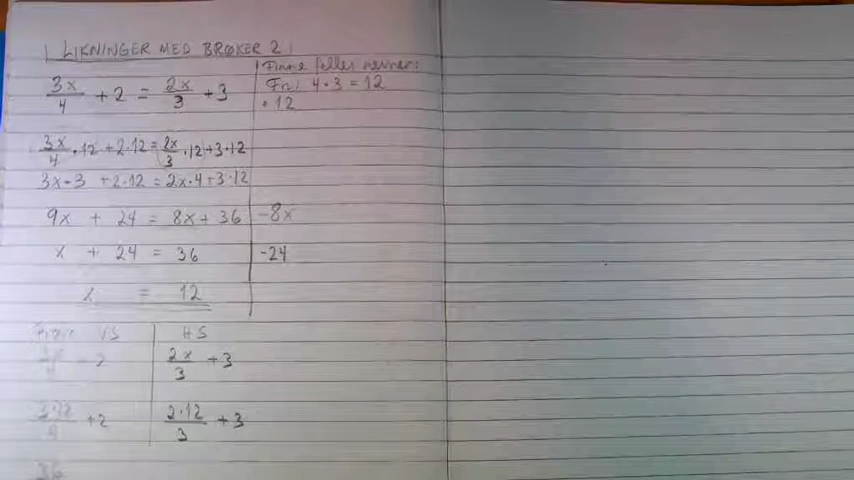 LIKNINGER MED BRØKER 2
Finne felles nevner:
3x/4 + 2 = 2x/3 + 3
Fn: 4·3 = 12
·12
3x/4 ·12 + 2·12 = 2x/3 ·12 + 3·12
3x·3 + 2·12 = 2x·4 + 3·12
9x + 24 = 8x + 36 | -8x
x + 24 = 36 | -24
x = 12
Prøve VS | HS
2 | 2x/3 + 3
3·12/4 + 2 | 2·12/3 + 3
36